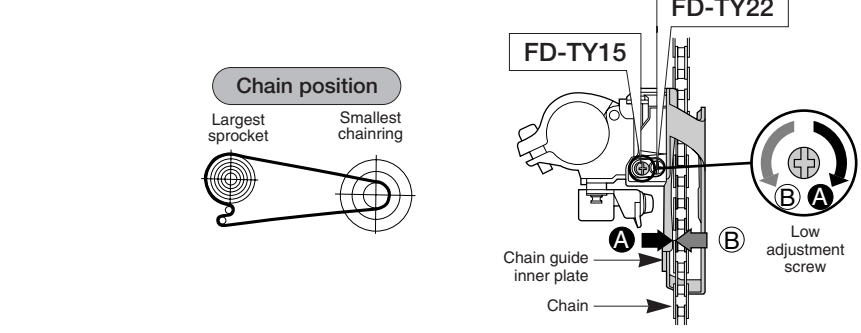 FD-TY22
FD-TY15
Chain position
Largest
sprocket
Smallest
chainring
B A
Low
adjustment
screw
A B
Chain guide
inner plate
Chain